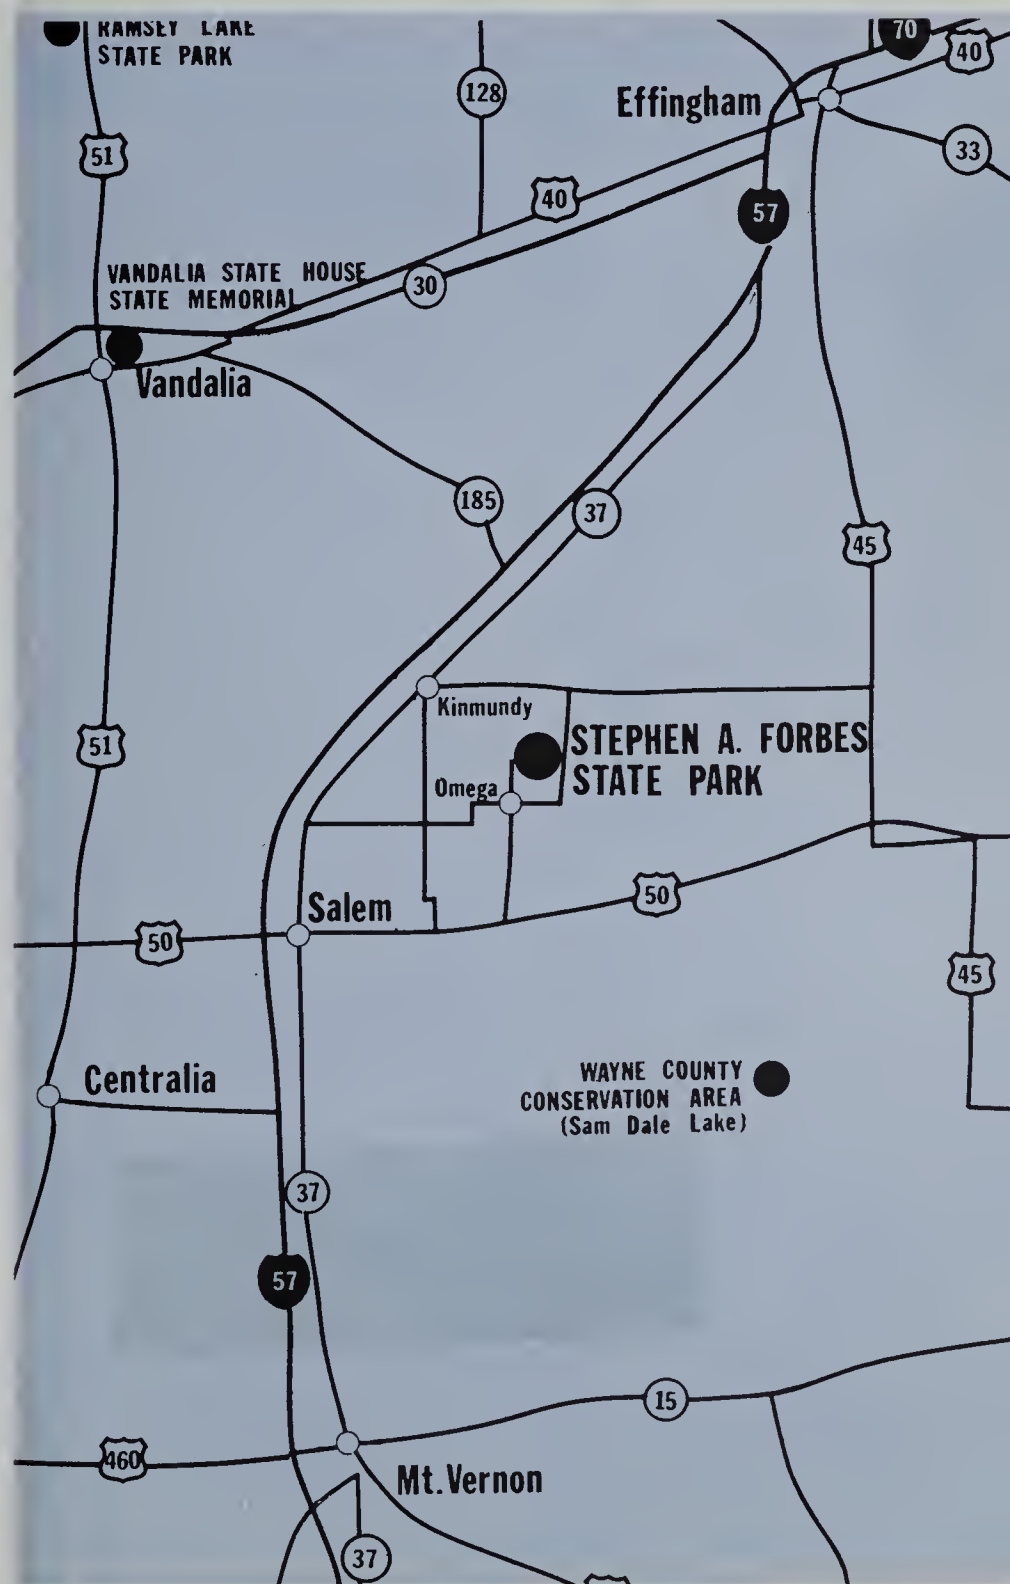 RAMSEY LAKE
STATE PARK
70
40
128
Effingham
51
33
40
57
VANDALIA STATE HOUSE
STATE MEMORIAL
30
Vandalia
185
37
45
Kinmundy
STEPHEN A. FORBES
STATE PARK
51
Omega
50
Salem
50
45
Centralia
WAYNE COUNTY
CONSERVATION AREA
(Sam Dale Lake)
37
57
15
460
Mt. Vernon
37